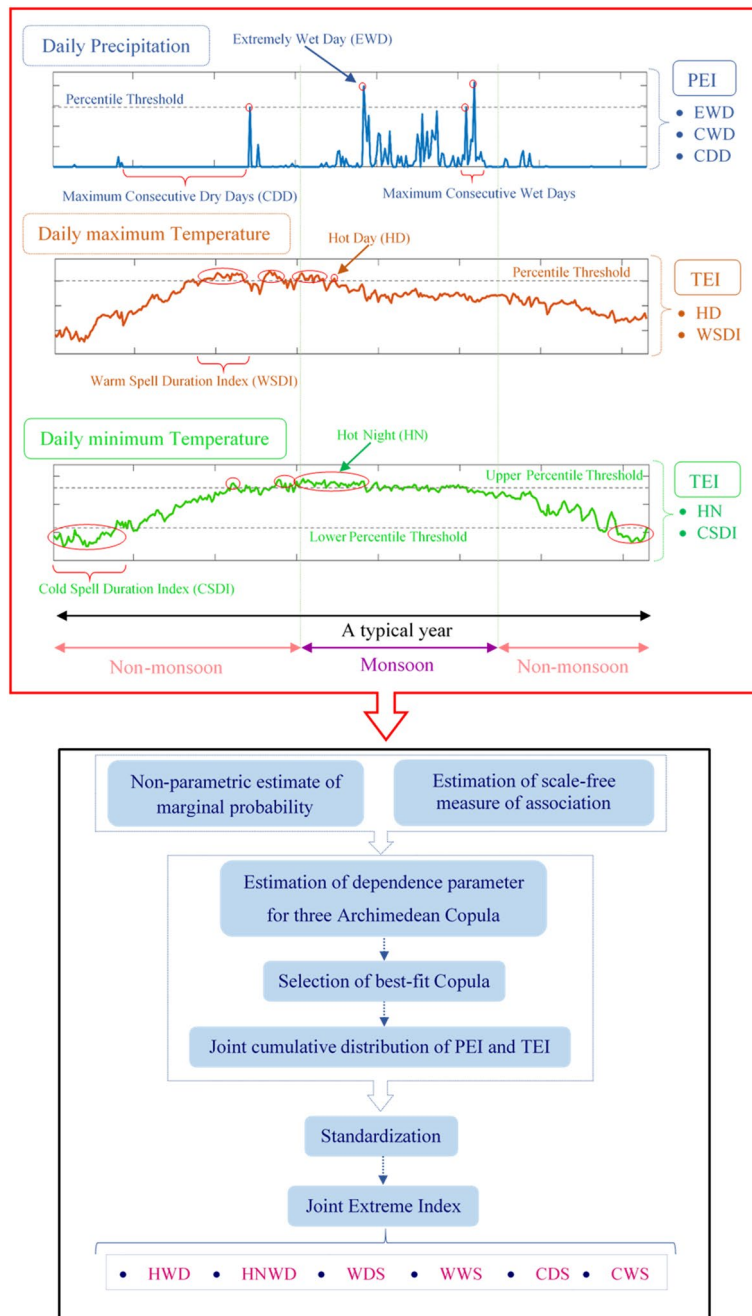 Daily Precipitation
Extremely Wet Day (EWD)
Percentile Threshold
Maximum Consecutive Dry Days (CDD)
Maximum Consecutive Wet Days
PEI
• EWD
• CWD
• CDD
Daily maximum Temperature
Hot Day (HD)
Percentile Threshold
Warm Spell Duration Index (WSDI)
TEI
• HD
• WSDI
Daily minimum Temperature
Hot Night (HN)
Upper Percentile Threshold
Lower Percentile Threshold
Cold Spell Duration Index (CSDI)
TEI
• HN
• CSDI
A typical year
Non-monsoon
Monsoon
Non-monsoon
Non-parametric estimate of
marginal probability
Estimation of scale-free
measure of association
Estimation of dependence parameter
for three Archimedean Copula
Selection of best-fit Copula
Joint cumulative distribution of PEI and TEI
Standardization
Joint Extreme Index
• HWD • HNWD • WDS • WWS • CDS • CWS